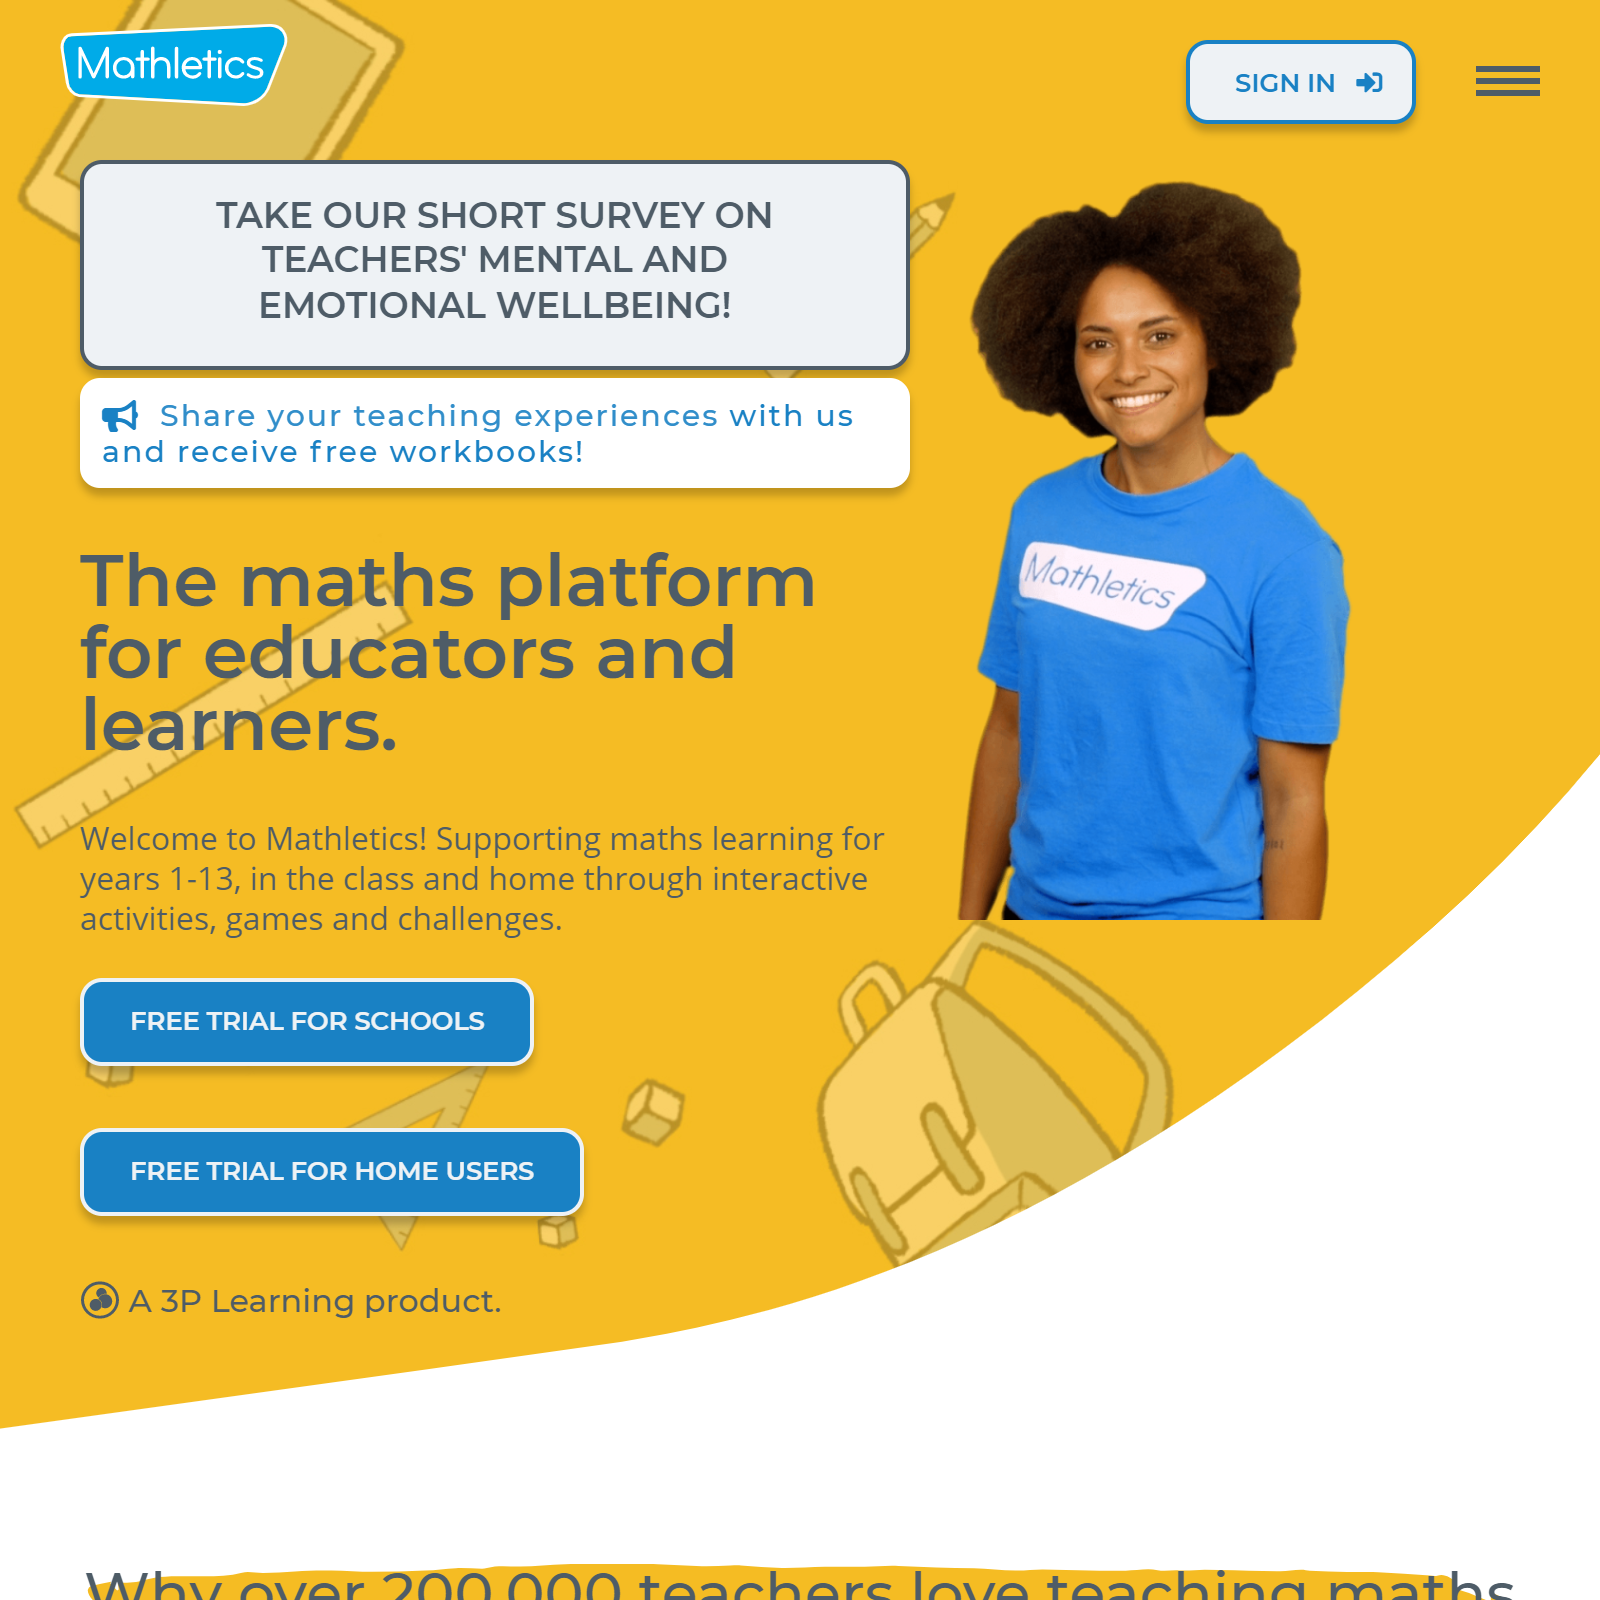 Mathletics
SIGN IN
TAKE OUR SHORT SURVEY ON
TEACHERS' MENTAL AND
EMOTIONAL WELLBEING!
Share your teaching experiences with us
and receive free workbooks!
The maths platform
for educators and
learners.
Mathletics
Welcome to Mathletics! Supporting maths learning for
years 1-13, in the class and home through interactive
activities, games and challenges.
FREE TRIAL FOR SCHOOLS
FREE TRIAL FOR HOME USERS
A 3P Learning product.
Why over 200,000 teachers love teaching maths